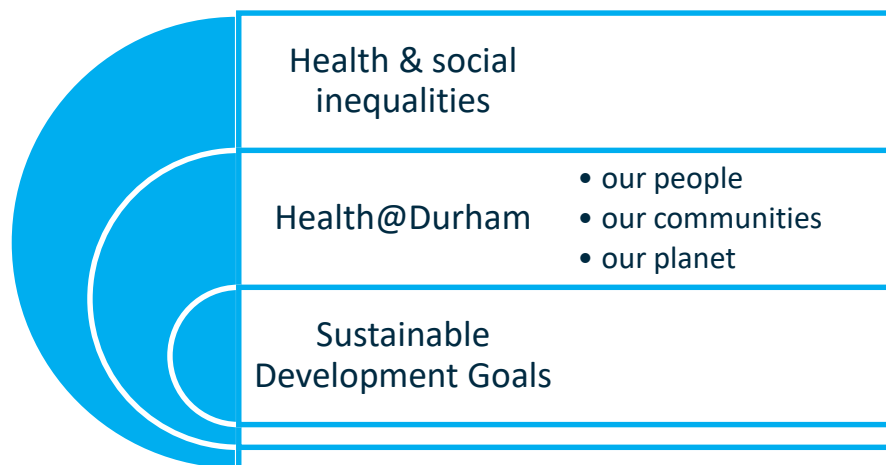 Health & social
inequalities
Health@Durham
• our people
• our communities
• our planet
Sustainable
Development Goals